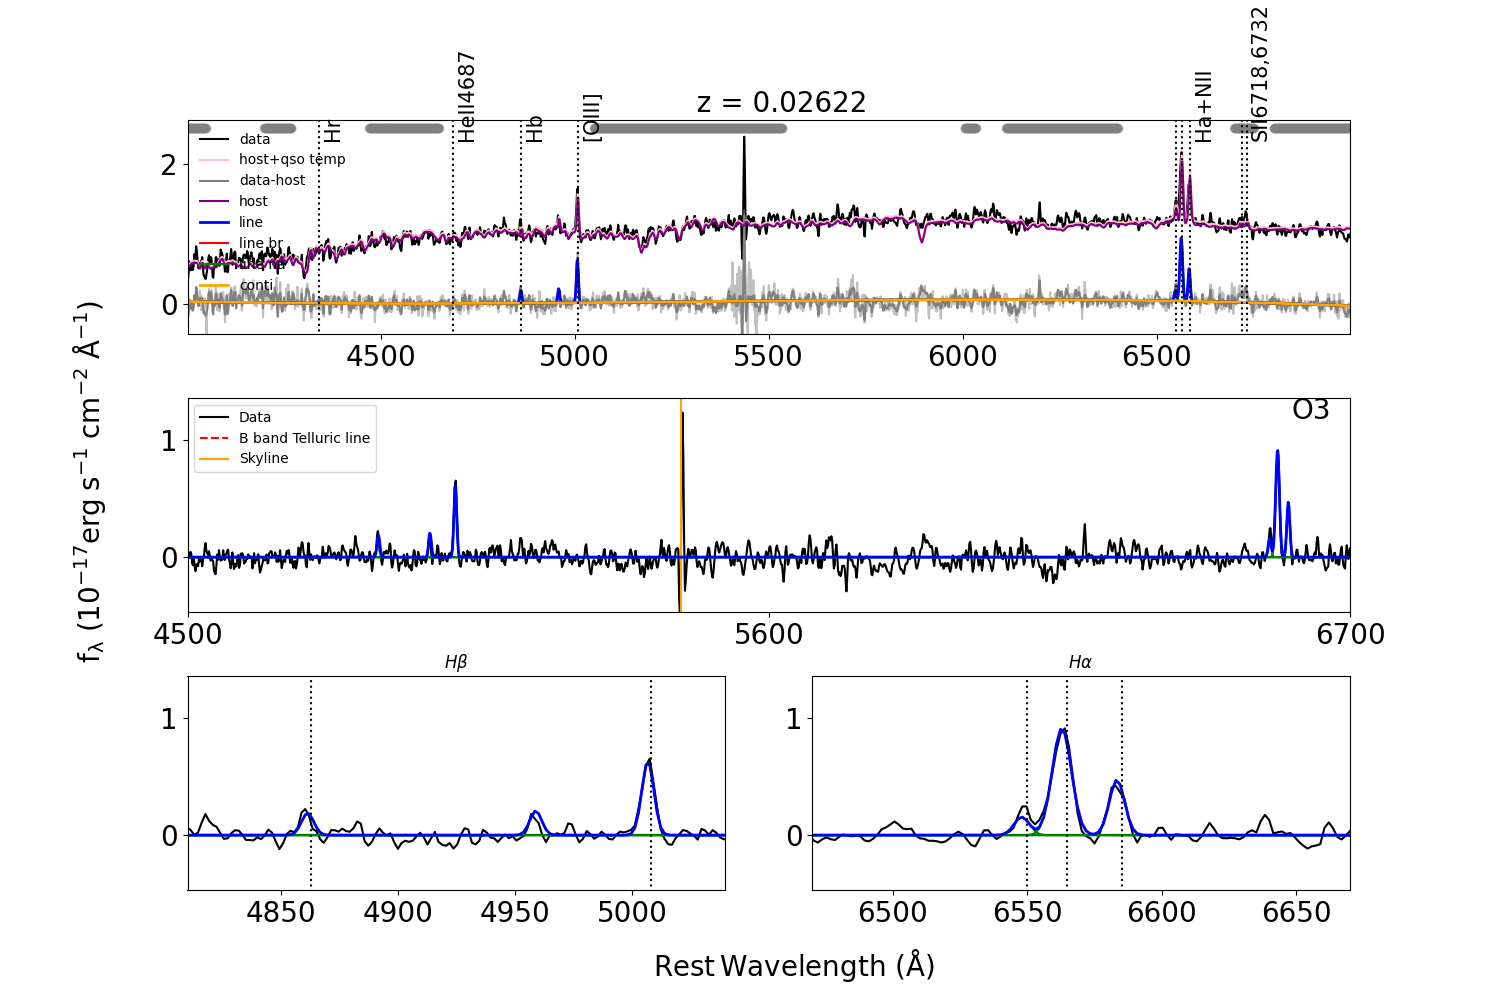 z = 0.02622
Hr
HeII4687
Hb
[OIII]
Ha+NII
SII6718,6732
data
host+qso temp
data-host
host
line
line br
conti
2
0
4500 5000 5500 6000 6500
fλ (10−17erg s−1 cm−2 Å−1)
O3
Data
B band Telluric line
Skyline
1
0
4500 5600 6700
Hβ
1
0
4850 4900 4950 5000
Hα
1
0
6500 6550 6600 6650
Rest Wavelength (Å)